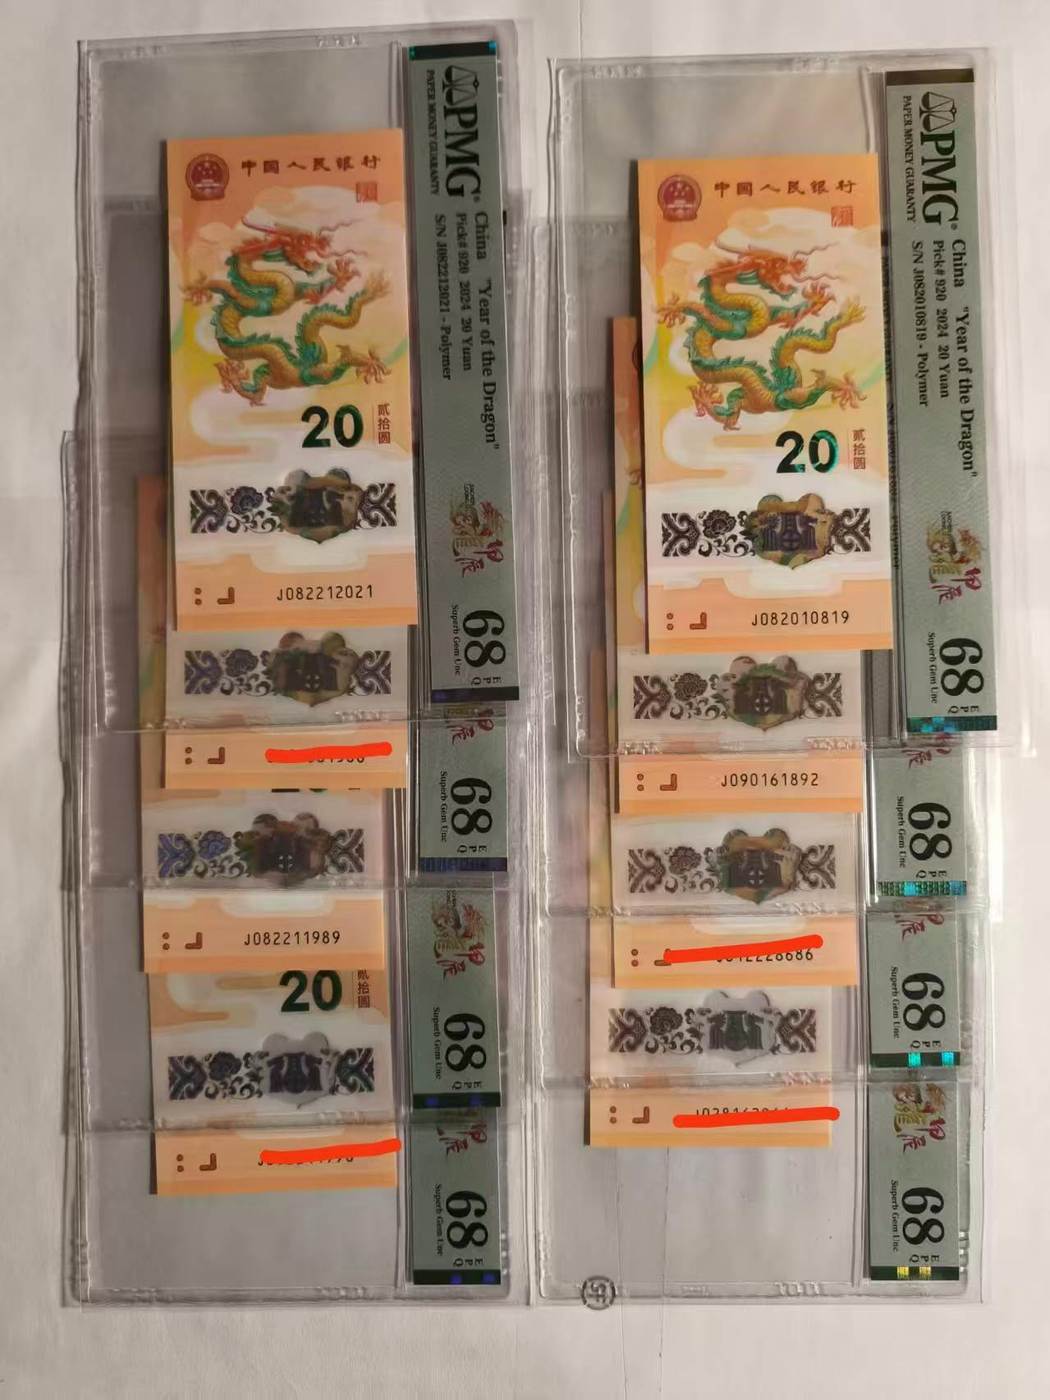 PMG®
PAPER MONEY GUARANTY
China "Year of the Dragon"
Pick# 920 2024 20 Yuan
S/N J082212021 - Polymer
68
EPQ
Superb Gem Unc
中国人民银行
20
贰拾圆
J082212021
68
EPQ
Superb Gem Unc
J082211989
68
EPQ
Superb Gem Unc
20
贰拾圆
68
EPQ
Superb Gem Unc
PMG®
PAPER MONEY GUARANTY
China "Year of the Dragon"
Pick# 920 2024 20 Yuan
S/N J082010819 - Polymer
68
EPQ
Superb Gem Unc
中国人民银行
20
贰拾圆
J082010819
J090161892
68
EPQ
Superb Gem Unc
68
EPQ
Superb Gem Unc
68
EPQ
Superb Gem Unc
SF